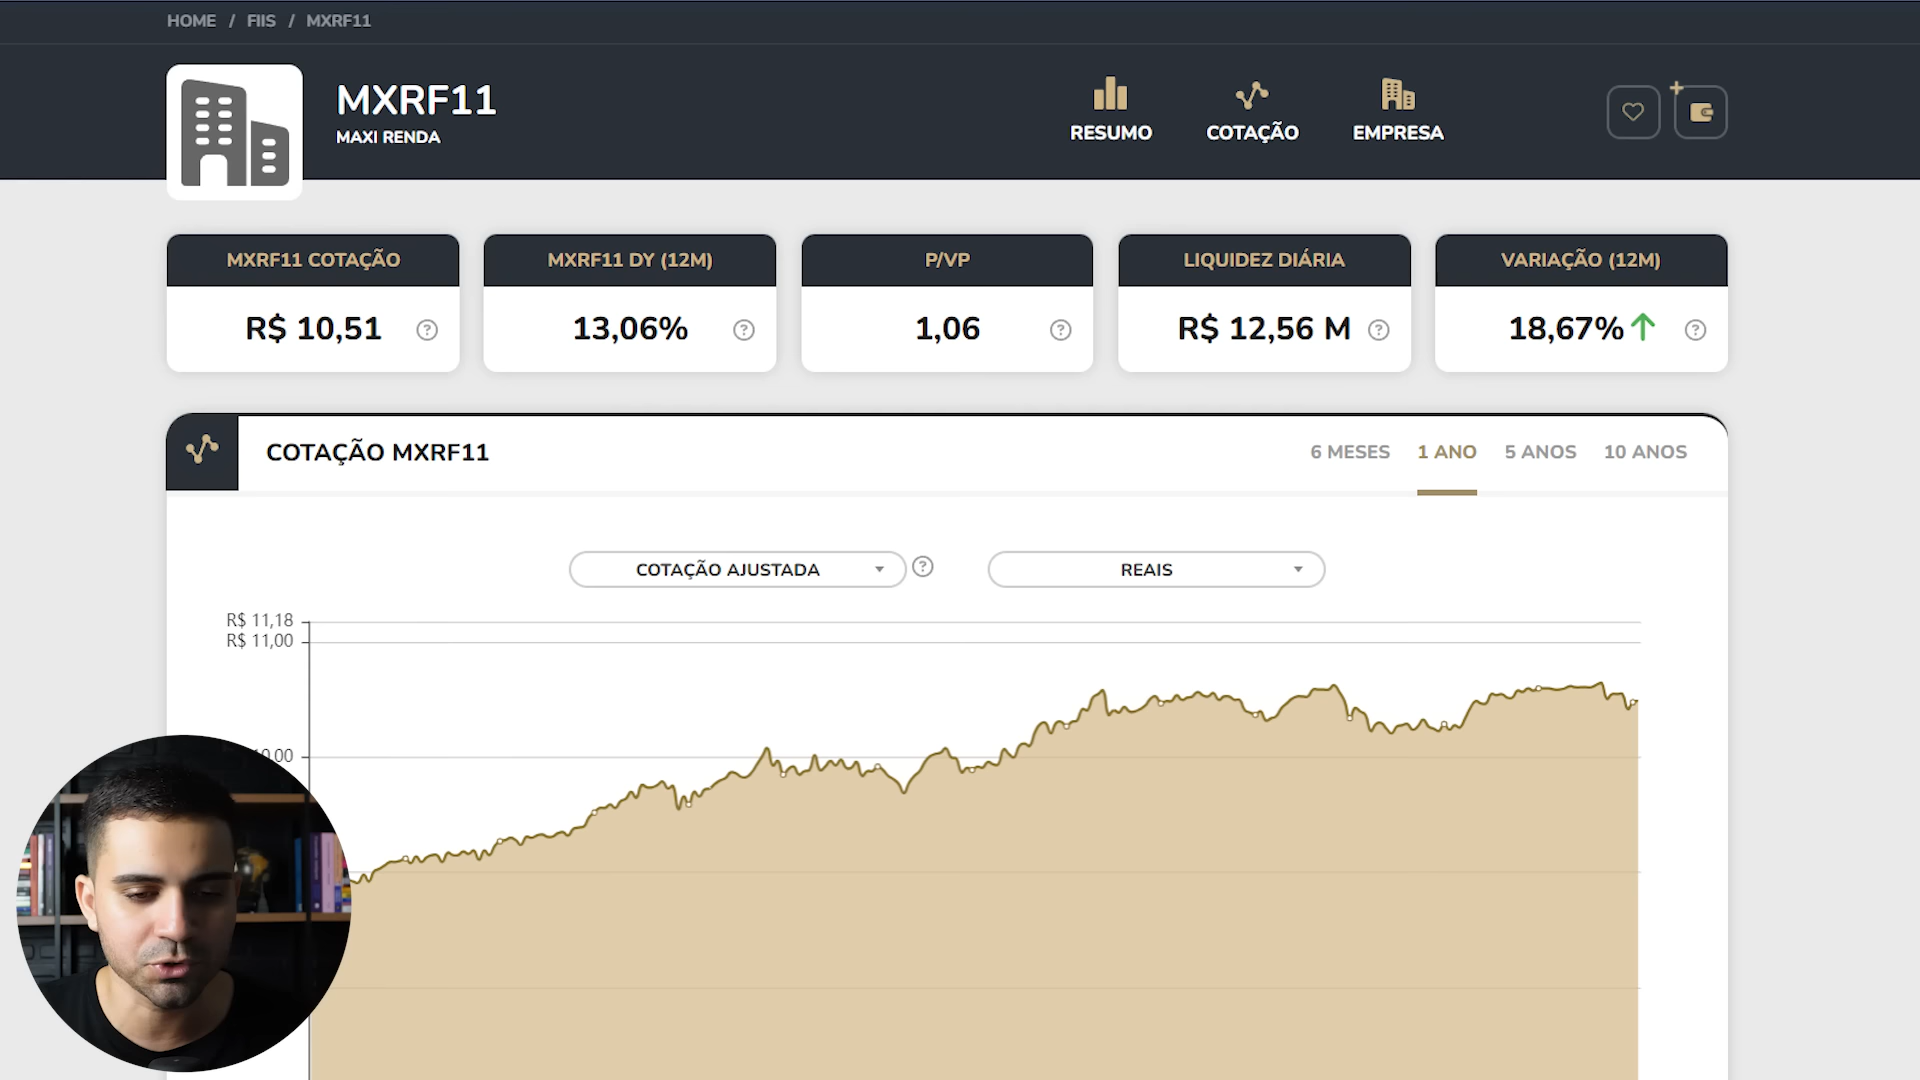 HOME / FIIS / MXRF11
MXRF11
MAXI RENDA
RESUMO
COTAÇÃO
EMPRESA
MXRF11 COTAÇÃO
R$ 10,51
MXRF11 DY (12M)
13,06%
P/VP
1,06
LIQUIDEZ DIÁRIA
R$ 12,56 M
VARIAÇÃO (12M)
18,67%
COTAÇÃO MXRF11
6 MESES
1 ANO
5 ANOS
10 ANOS
COTAÇÃO AJUSTADA
REAIS
R$ 11,18
R$ 11,00